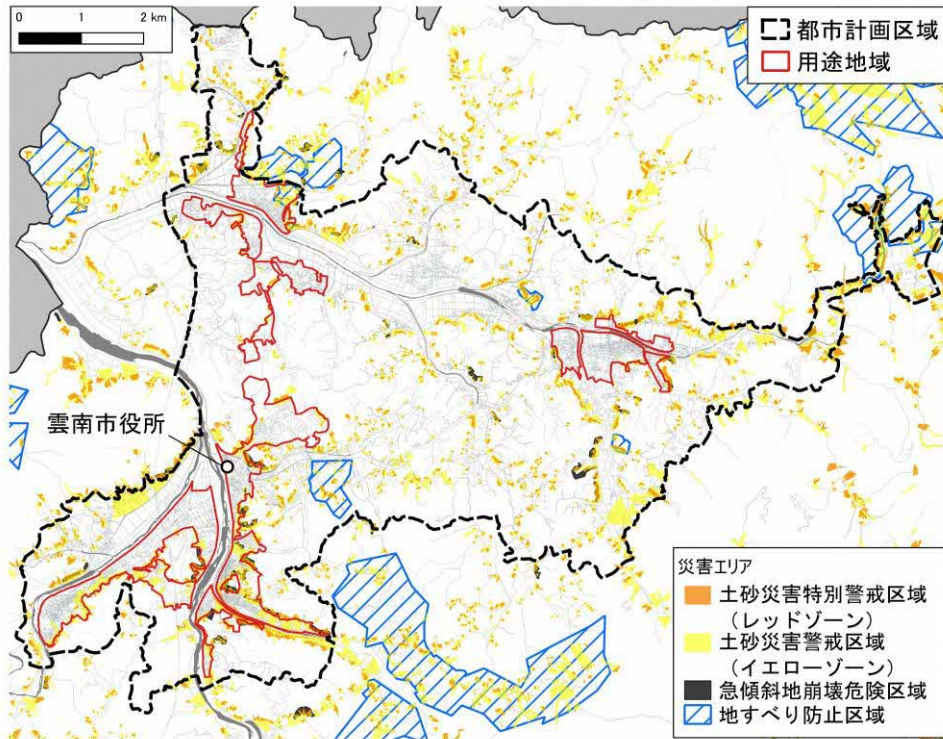 0 1 2 km
都市計画区域
用途地域
雲南市役所
災害エリア
土砂災害特別警戒区域
(レッドゾーン)
土砂災害警戒区域
(イエローゾーン)
急傾斜地崩壊危険区域
地すべり防止区域